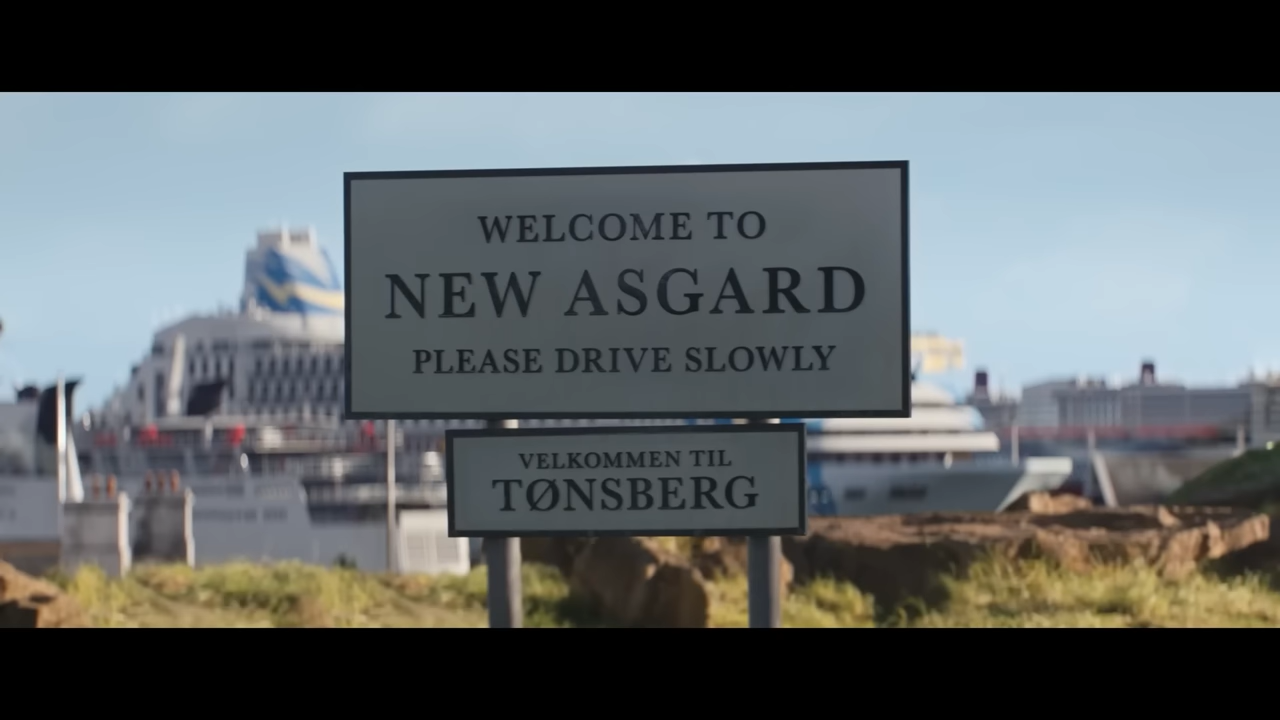 WELCOME TO
NEW ASGARD
PLEASE DRIVE SLOWLY
VELKOMMEN TIL
TØNSBERG